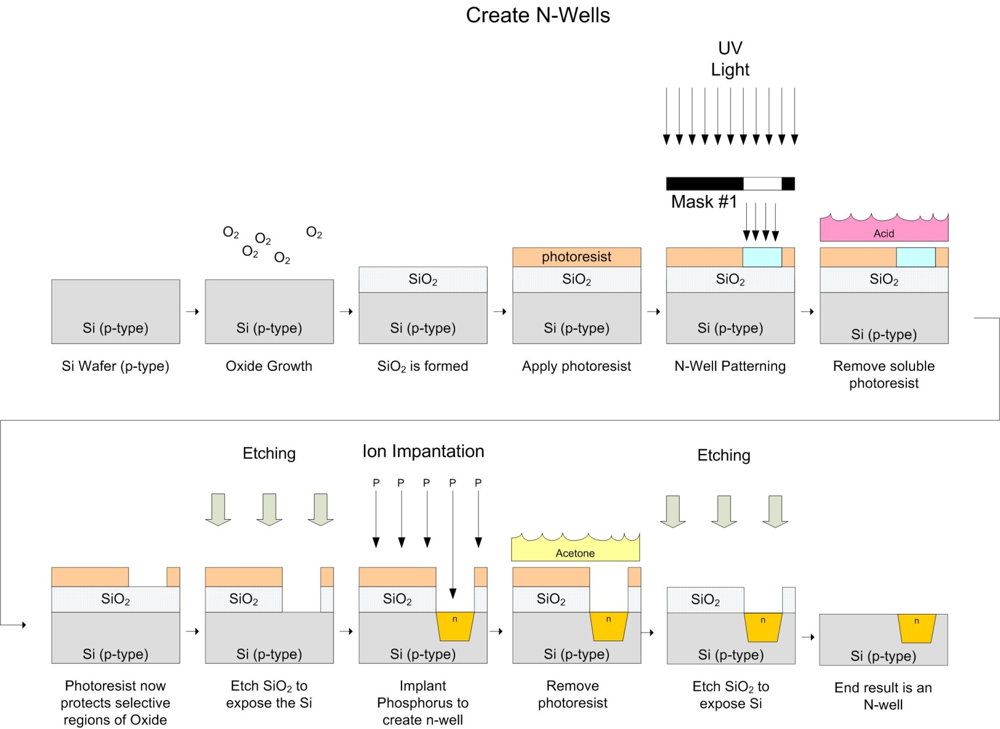 Create N-Wells
UV
Light
Mask #1
O₂ O₂ O₂ O₂ O₂
Acid
photoresist
SiO₂ SiO₂ SiO₂ SiO₂
Si (p-type) Si (p-type) Si (p-type) Si (p-type) Si (p-type) Si (p-type)
Si Wafer (p-type)
Oxide Growth
SiO₂ is formed
Apply photoresist
N-Well Patterning
Remove soluble
photoresist
Etching
Ion Impantation
Etching
P P P P P
Acetone
SiO₂ SiO₂ SiO₂ SiO₂ SiO₂
n n n n
Si (p-type) Si (p-type) Si (p-type) Si (p-type) Si (p-type) Si (p-type)
Photoresist now
protects selective
regions of Oxide
Etch SiO₂ to
expose the Si
Implant
Phosphorus to
create n-well
Remove
photoresist
Etch SiO₂ to
expose Si
End result is an
N-well